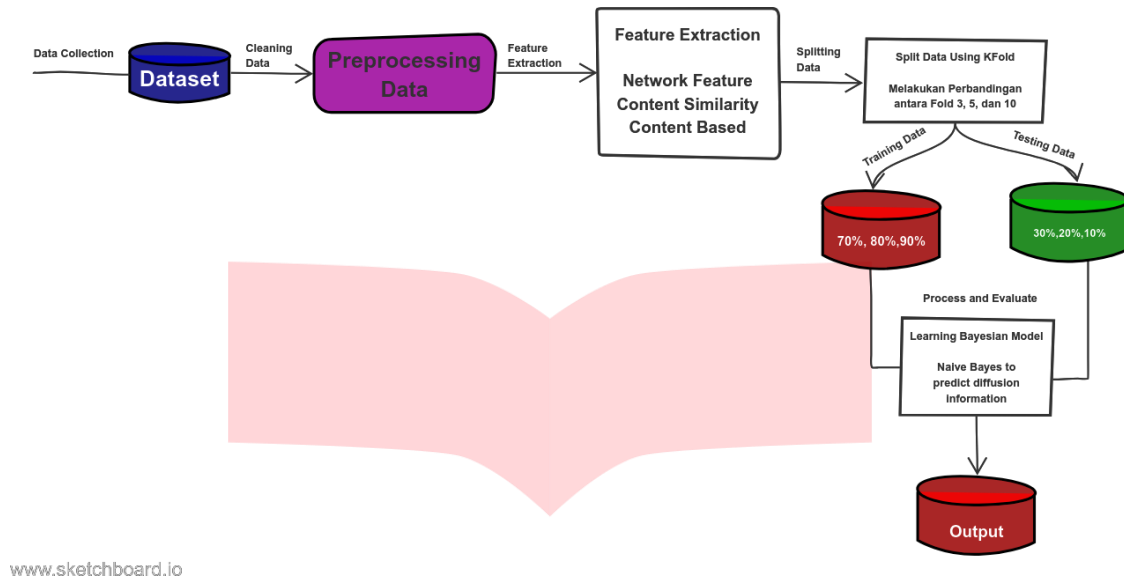 Data Collection
Dataset
Cleaning
Data
Preprocessing
Data
Feature
Extraction
Feature Extraction
Network Feature
Content Similarity
Content Based
Splitting
Data
Split Data Using KFold
Melakukan Perbandingan
antara Fold 3, 5, dan 10
Training Data
Testing Data
70%, 80%,90%
30%,20%,10%
Process and Evaluate
Learning Bayesian Model
Naive Bayes to
predict diffusion
information
Output
www.sketchboard.io